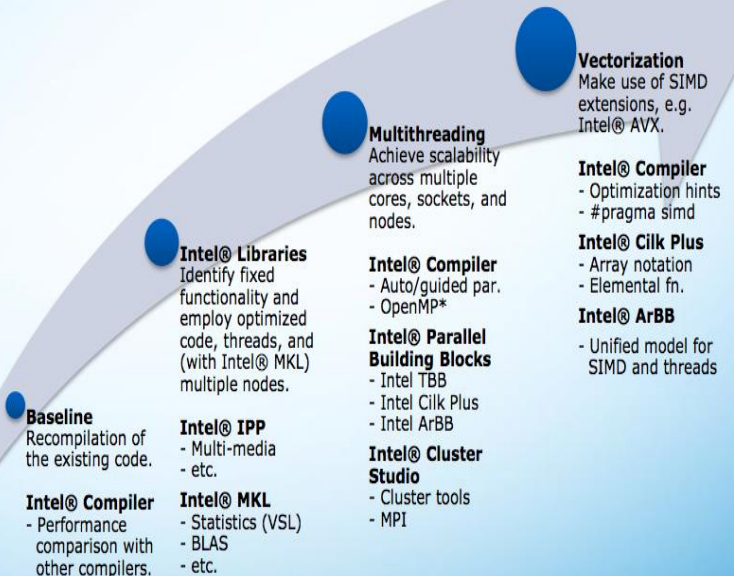 Baseline
Recompilation of
the existing code.
Intel® Compiler
- Performance
comparison with
other compilers.
Intel® Libraries
Identify fixed
functionality and
employ optimized
code, threads, and
(with Intel® MKL)
multiple nodes.
Intel® IPP
- Multi-media
- etc.
Intel® MKL
- Statistics (VSL)
- BLAS
- etc.
Multithreading
Achieve scalability
across multiple
cores, sockets, and
nodes.
Intel® Compiler
- Auto/guided par.
- OpenMP*
Intel® Parallel
Building Blocks
- Intel TBB
- Intel Cilk Plus
- Intel ArBB
Intel® Cluster
Studio
- Cluster tools
- MPI
Vectorization
Make use of SIMD
extensions, e.g.
Intel® AVX.
Intel® Compiler
- Optimization hints
- #pragma simd
Intel® Cilk Plus
- Array notation
- Elemental fn.
Intel® ArBB
- Unified model for
SIMD and threads